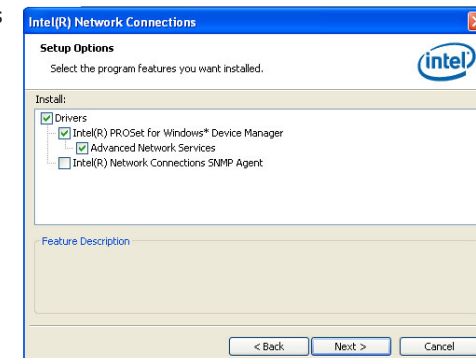 s
Intel(R) Network Connections
Setup Options
Select the program features you want installed.
intel
Install:
Drivers
Intel(R) PROSet for Windows* Device Manager
Advanced Network Services
Intel(R) Network Connections SNMP Agent
Feature Description
< Back
Next >
Cancel